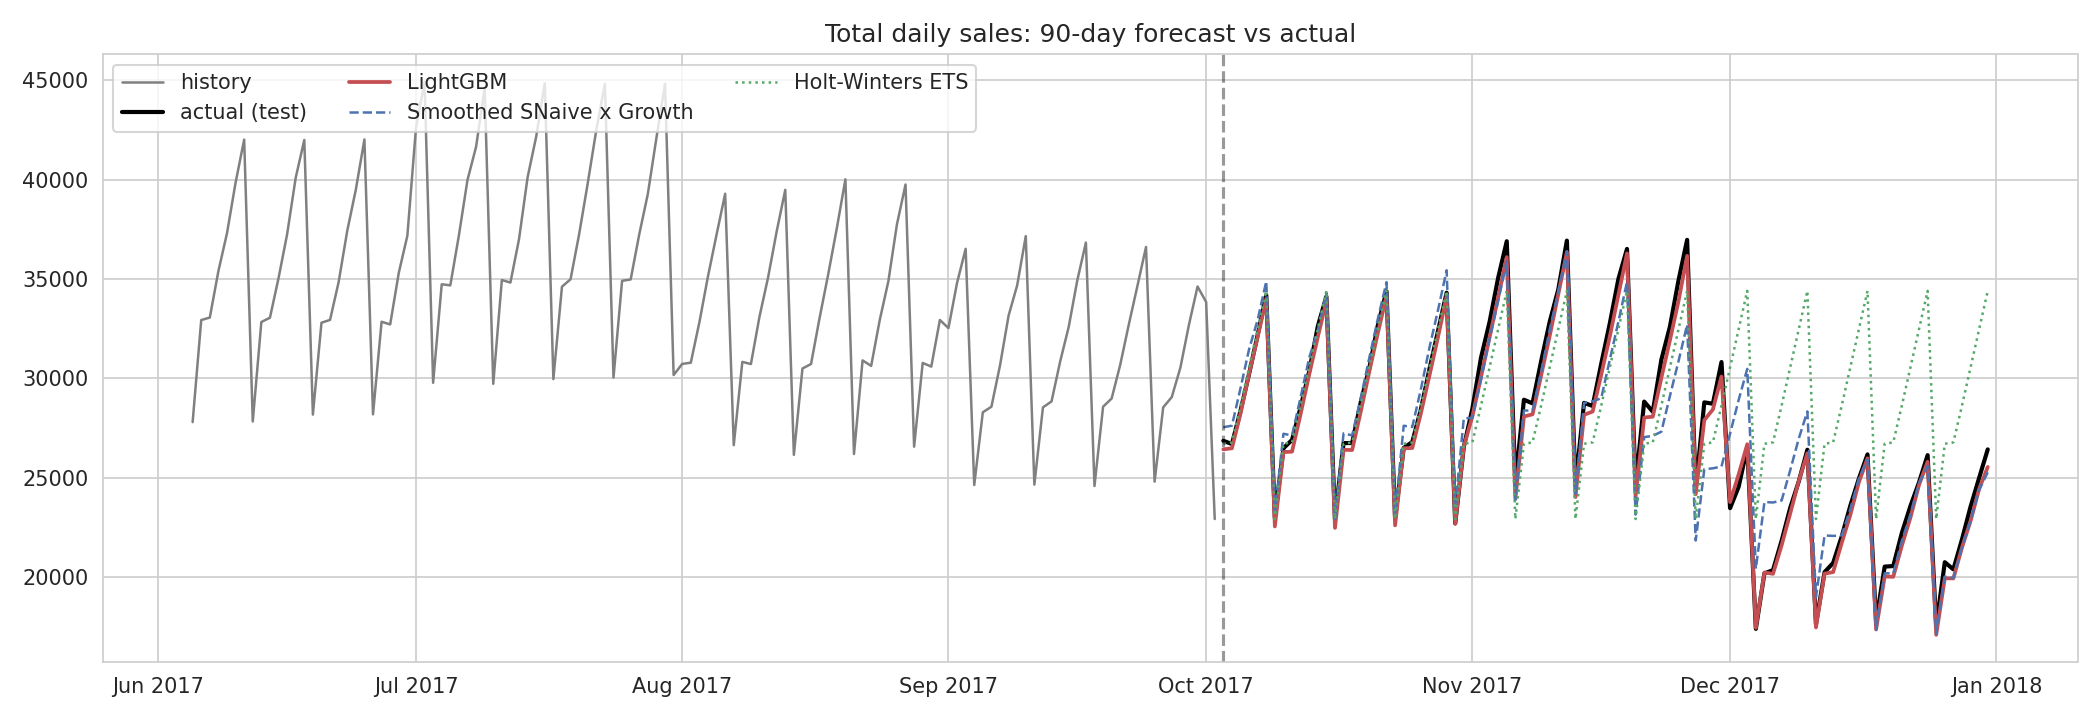 Total daily sales: 90-day forecast vs actual
history
actual (test)
LightGBM
Smoothed SNaive x Growth
Holt-Winters ETS
45000
40000
35000
30000
25000
20000
Jun 2017
Jul 2017
Aug 2017
Sep 2017
Oct 2017
Nov 2017
Dec 2017
Jan 2018